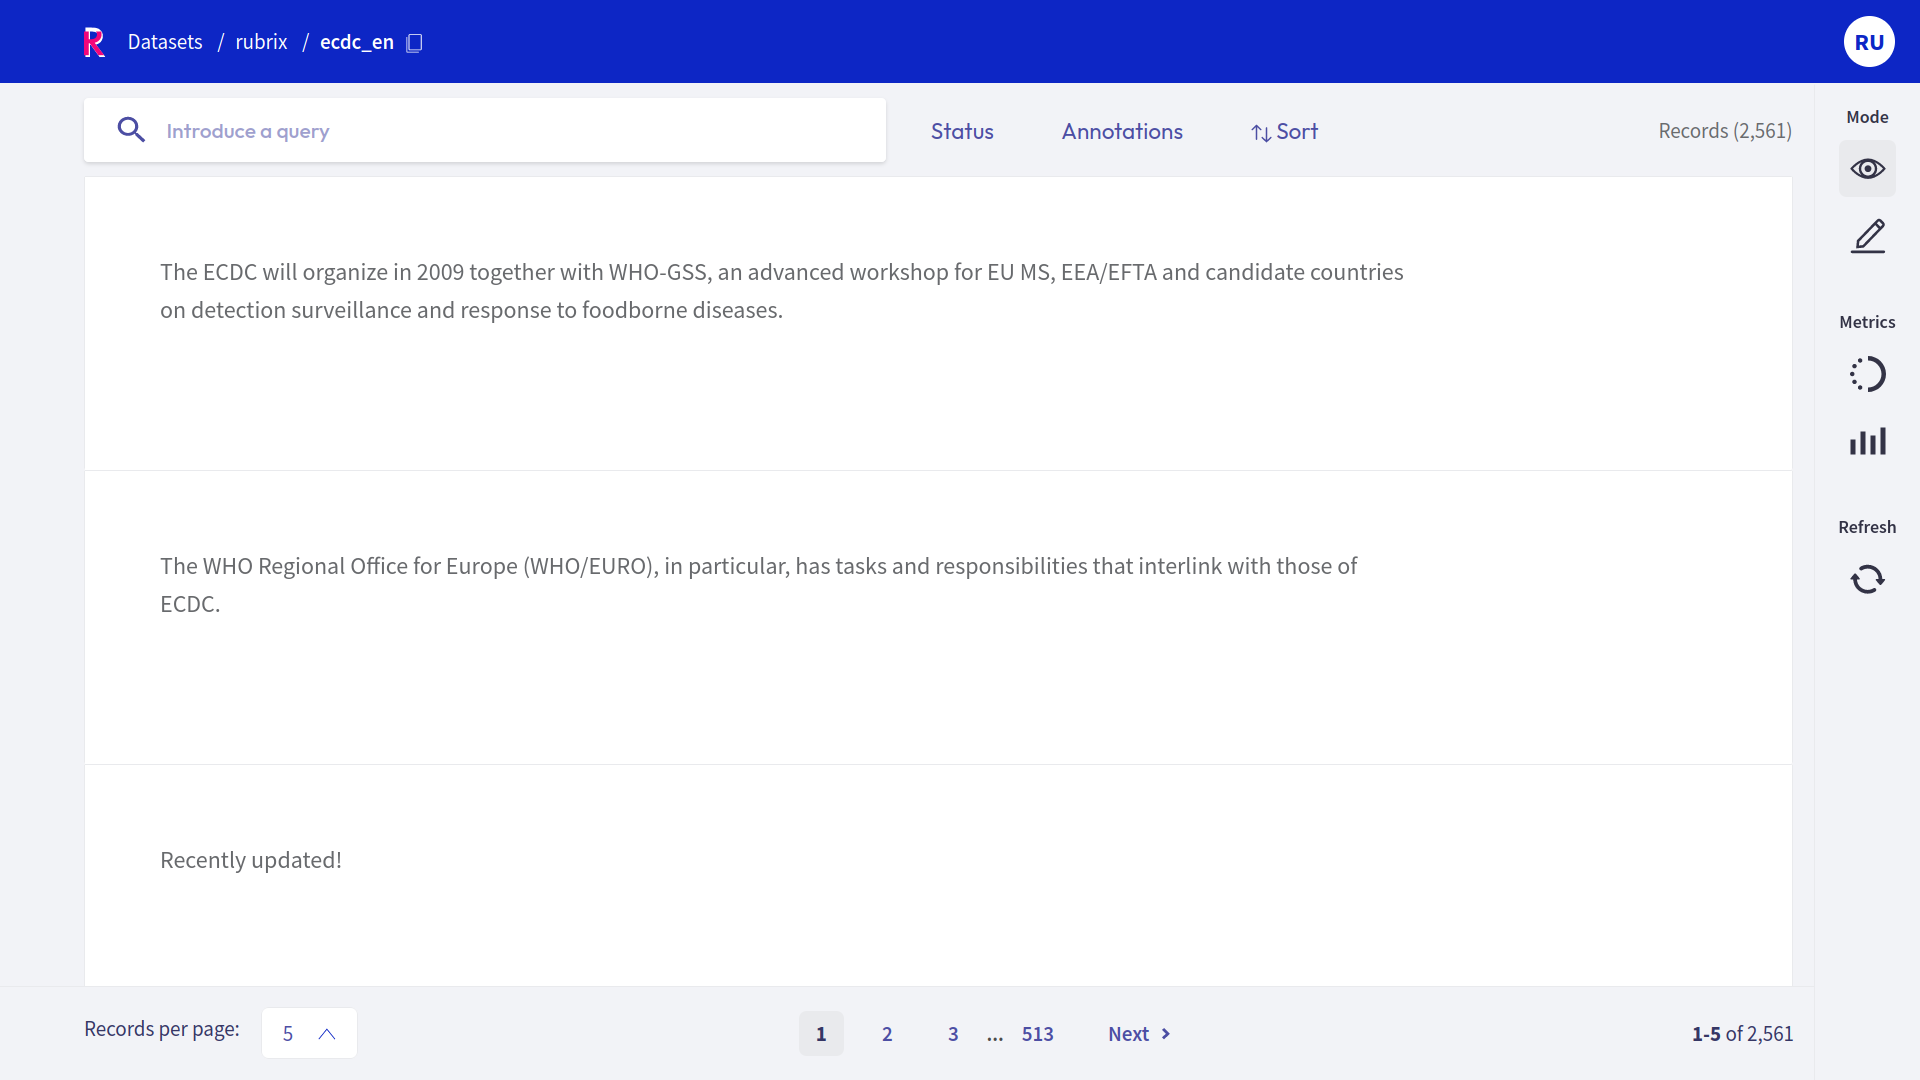 R Datasets / rubrix / ecdc_en
RU
Introduce a query
Status
Annotations
Sort
Records (2,561)
Mode
The ECDC will organize in 2009 together with WHO-GSS, an advanced workshop for EU MS, EEA/EFTA and candidate countries
on detection surveillance and response to foodborne diseases.
Metrics
The WHO Regional Office for Europe (WHO/EURO), in particular, has tasks and responsibilities that interlink with those of
ECDC.
Refresh
Recently updated!
Records per page: 5
1 2 3 ... 513 Next
1-5 of 2,561